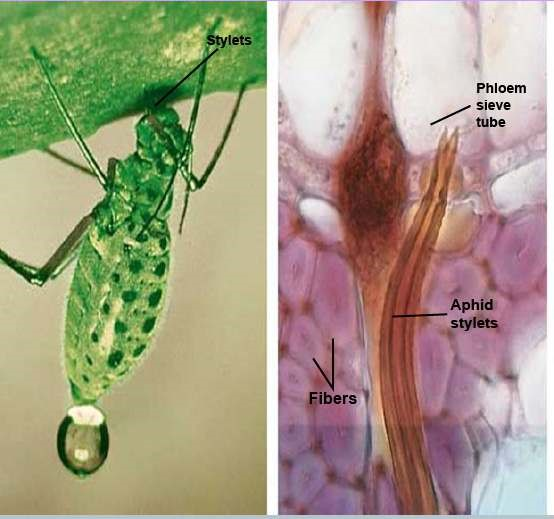 Stylets
Phloem
sieve
tube
Aphid
stylets
Fibers